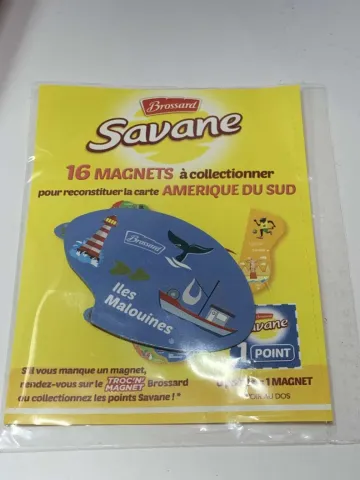 Brossard
Savane
16 MAGNETS à collectionner
pour reconstituer la carte AMERIQUE DU SUD
Brossard
Iles
Malouines
Savane
1 POINT
S'il vous manque un magnet,
rendez-vous sur le TROC'N' MAGNET Brossard
ou collectionnez les points Savane ! *
1 MAGNET
DOS